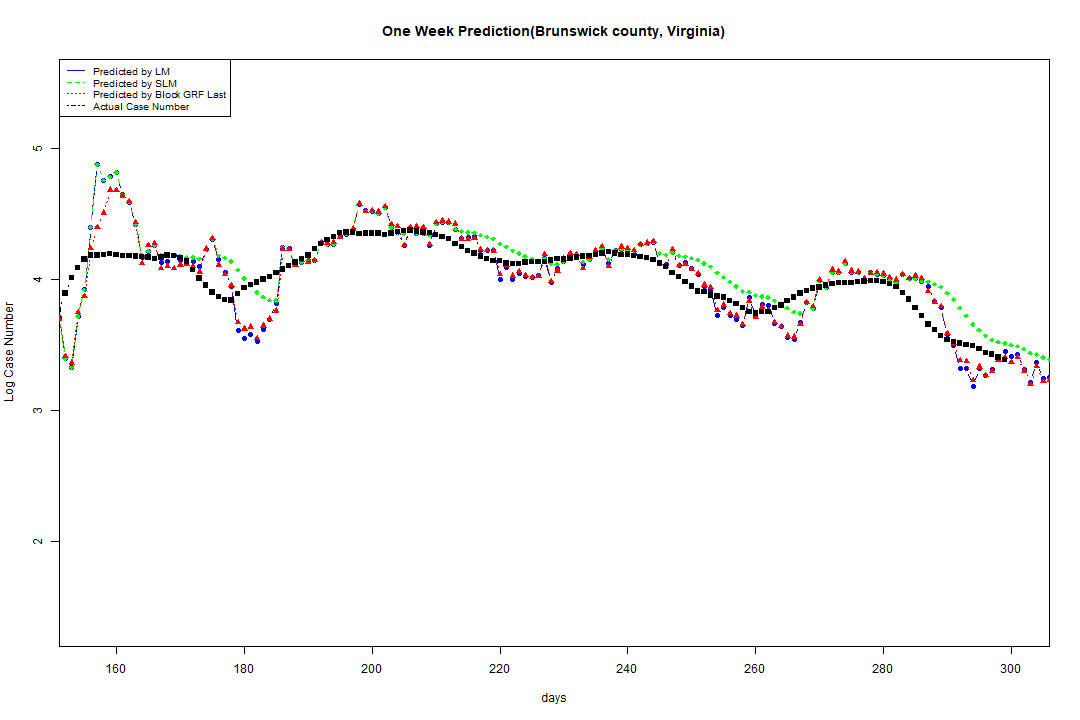 One Week Prediction(Brunswick county, Virginia)
Predicted by LM
Predicted by SLM
Predicted by Block GRF Last
Actual Case Number
5
4
3
2
Log Case Number
160 180 200 220 240 260 280 300
days